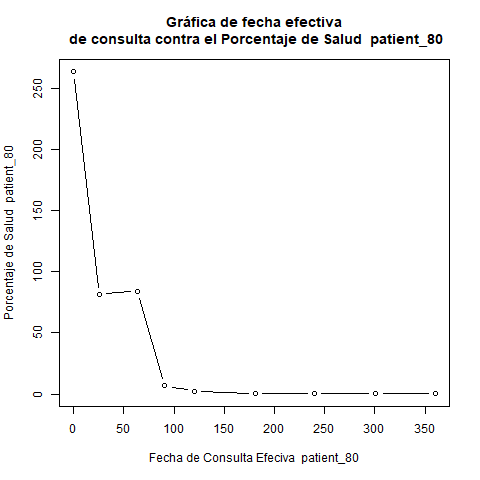 Gráfica de fecha efectiva
de consulta contra el Porcentaje de Salud patient_80
Porcentaje de Salud patient_80
250
200
150
100
50
0
0 50 100 150 200 250 300 350
Fecha de Consulta Efeciva patient_80